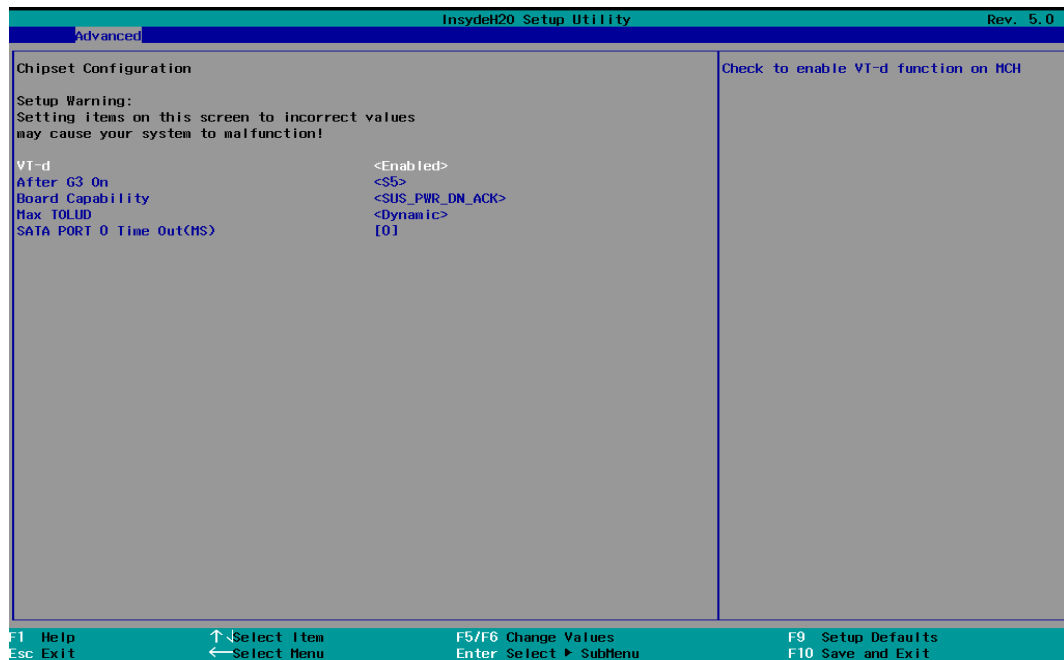 InsydeH20 Setup Utility Rev. 5.0
Advanced
Chipset Configuration
Check to enable VT-d function on MCH
Setup Warning:
Setting items on this screen to incorrect values
may cause your system to malfunction!
VT-d <Enabled>
After G3 On <S5>
Board Capability <SUS_PWR_DN_ACK>
Max TOLUD <Dynamic>
SATA PORT 0 Time Out(MS) [0]
F1 Help ↑↓Select Item F5/F6 Change Values F9 Setup Defaults
Esc Exit ←Select Menu Enter Select ▶ SubMenu F10 Save and Exit